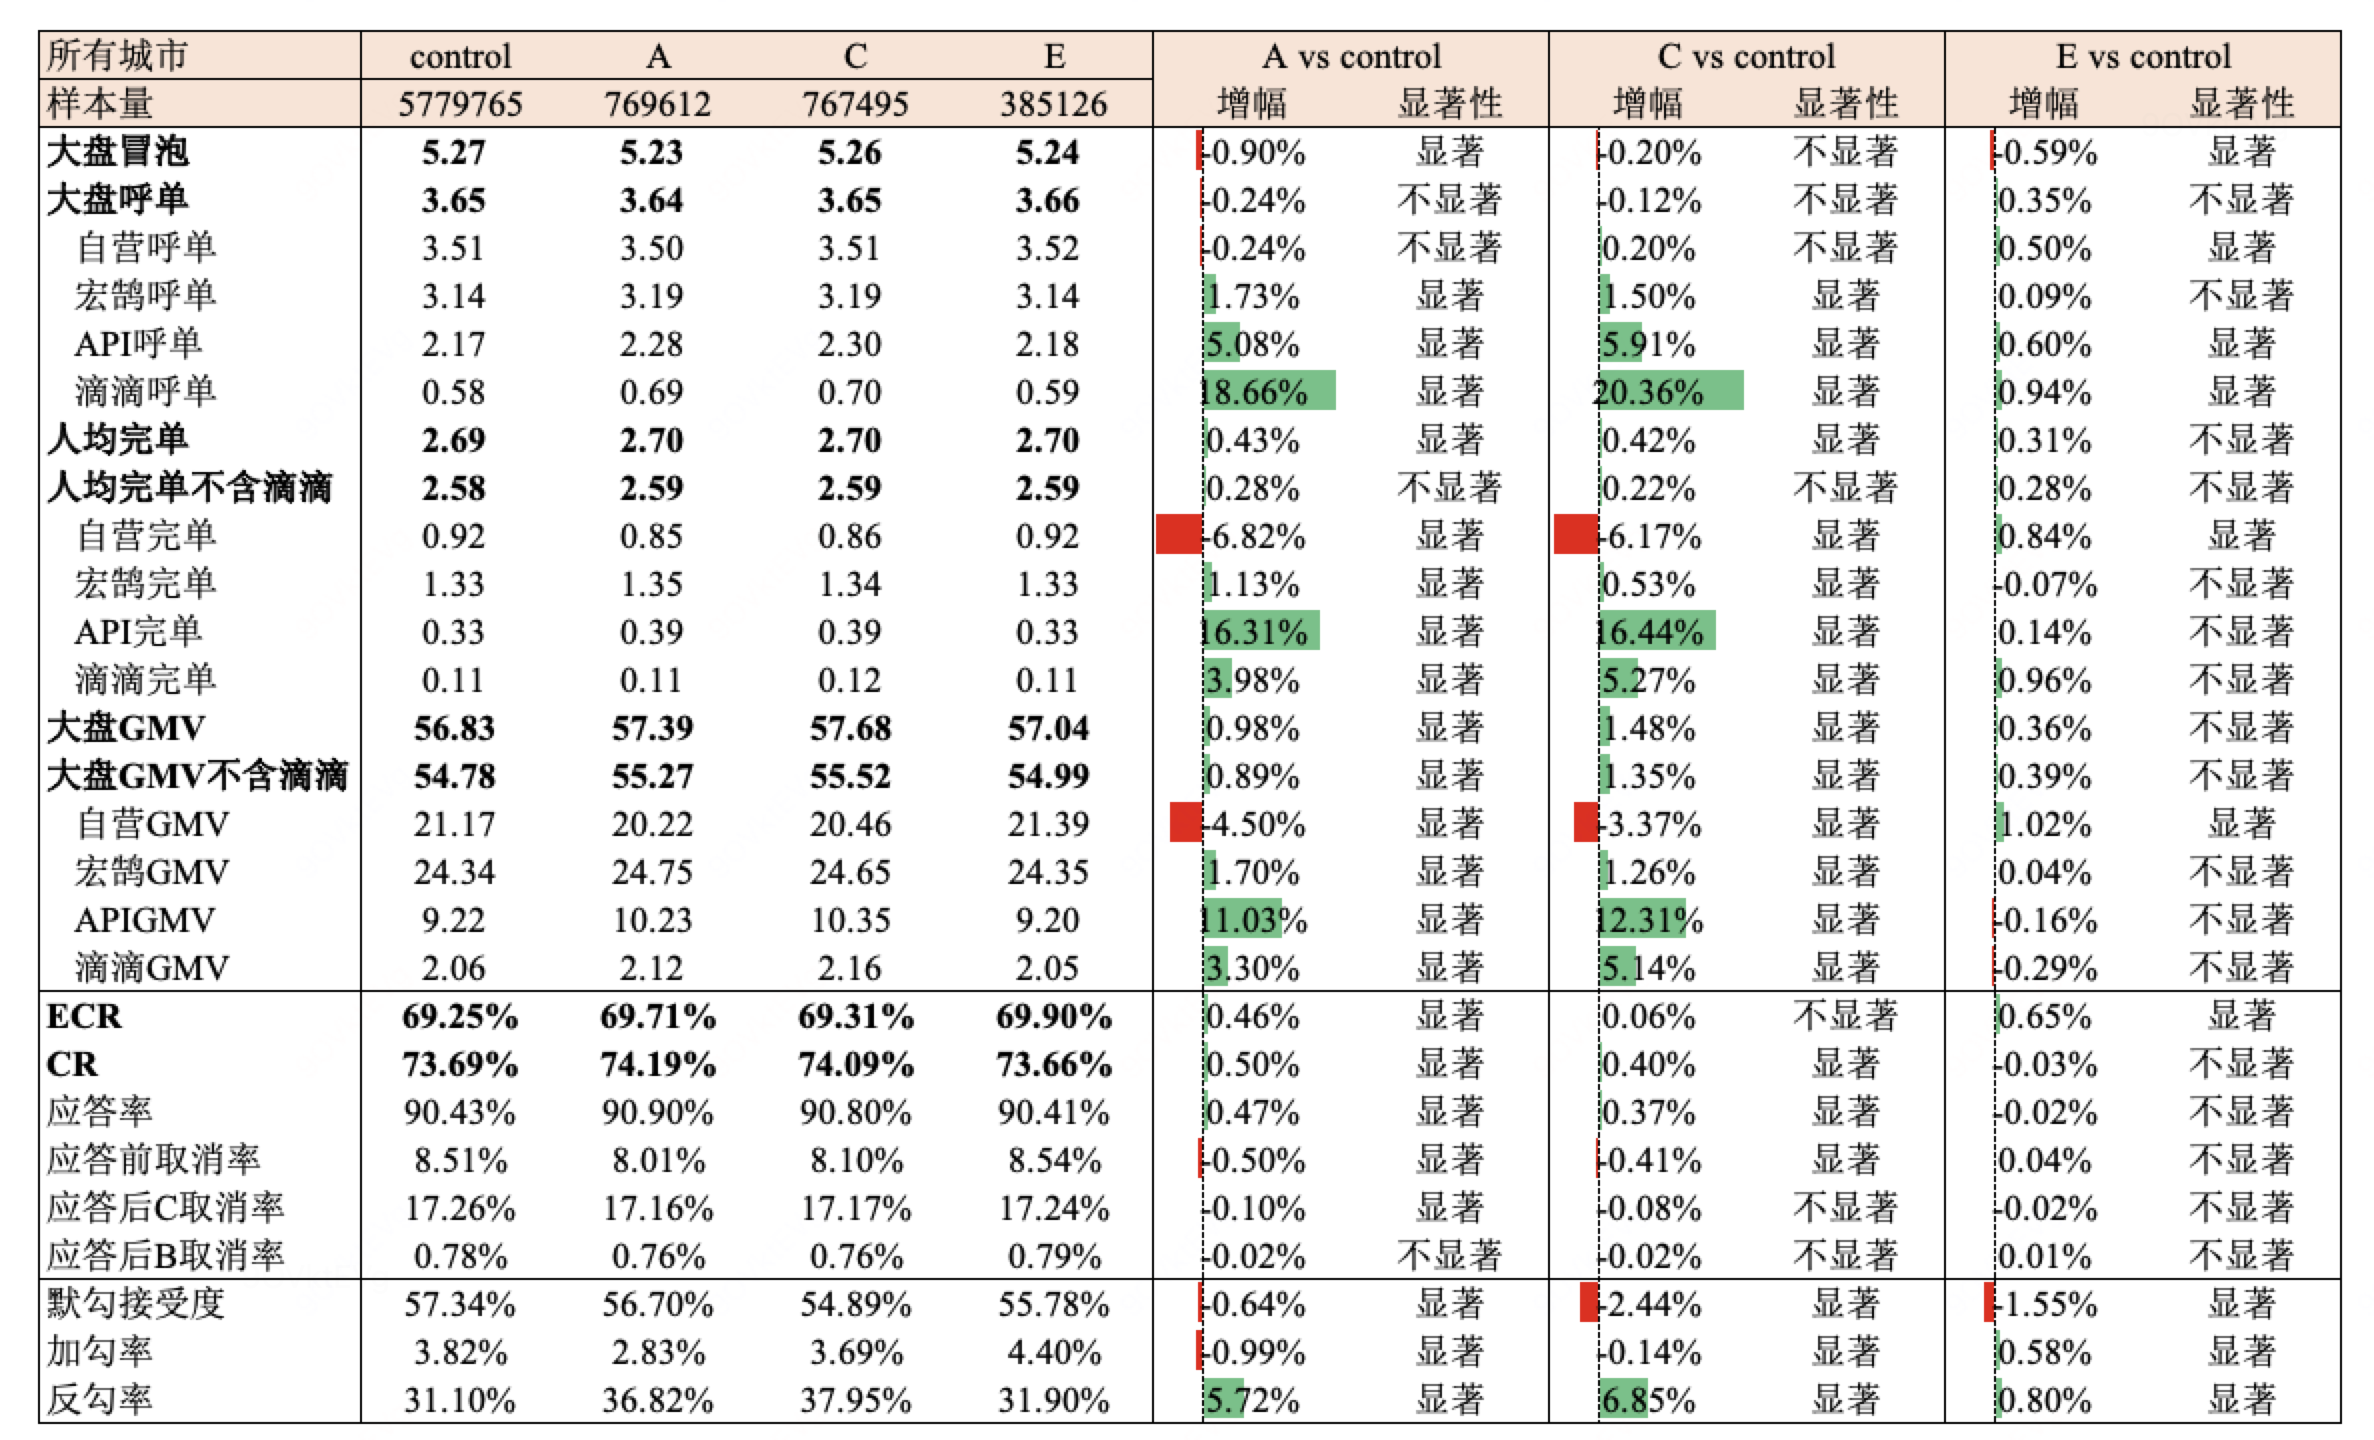 所有城市 control A C E A vs control C vs control E vs control
样本量 5779765 769612 767495 385126 增幅 显著性 增幅 显著性 增幅 显著性
大盘冒泡 5.27 5.23 5.26 5.24 -0.90% 显著 -0.20% 不显著 -0.59% 显著
大盘呼单 3.65 3.64 3.65 3.66 -0.24% 不显著 -0.12% 不显著 0.35% 不显著
自营呼单 3.51 3.50 3.51 3.52 -0.24% 不显著 0.20% 不显著 0.50% 显著
宏鹄呼单 3.14 3.19 3.19 3.14 1.73% 显著 1.50% 显著 0.09% 不显著
API呼单 2.17 2.28 2.30 2.18 5.08% 显著 5.91% 显著 0.60% 显著
滴滴呼单 0.58 0.69 0.70 0.59 18.66% 显著 20.36% 显著 0.94% 显著
人均完单 2.69 2.70 2.70 2.70 0.43% 显著 0.42% 显著 0.31% 不显著
人均完单不含滴滴 2.58 2.59 2.59 2.59 0.28% 不显著 0.22% 不显著 0.28% 不显著
自营完单 0.92 0.85 0.86 0.92 -6.82% 显著 -6.17% 显著 0.84% 显著
宏鹄完单 1.33 1.35 1.34 1.33 1.13% 显著 0.53% 显著 -0.07% 不显著
API完单 0.33 0.39 0.39 0.33 16.31% 显著 16.44% 显著 0.14% 不显著
滴滴完单 0.11 0.11 0.12 0.11 3.98% 显著 5.27% 显著 0.96% 不显著
大盘GMV 56.83 57.39 57.68 57.04 0.98% 显著 1.48% 显著 0.36% 不显著
大盘GMV不含滴滴 54.78 55.27 55.52 54.99 0.89% 显著 1.35% 显著 0.39% 不显著
自营GMV 21.17 20.22 20.46 21.39 -4.50% 显著 -3.37% 显著 1.02% 显著
宏鹄GMV 24.34 24.75 24.65 24.35 1.70% 显著 1.26% 显著 0.04% 不显著
APIGMV 9.22 10.23 10.35 9.20 11.03% 显著 12.31% 显著 -0.16% 不显著
滴滴GMV 2.06 2.12 2.16 2.05 3.30% 显著 5.14% 显著 -0.29% 不显著
ECR 69.25% 69.71% 69.31% 69.90% 0.46% 显著 0.06% 不显著 0.65% 显著
CR 73.69% 74.19% 74.09% 73.66% 0.50% 显著 0.40% 显著 -0.03% 不显著
应答率 90.43% 90.90% 90.80% 90.41% 0.47% 显著 0.37% 显著 -0.02% 不显著
应答前取消率 8.51% 8.01% 8.10% 8.54% -0.50% 显著 -0.41% 显著 0.04% 不显著
应答后C取消率 17.26% 17.16% 17.17% 17.24% -0.10% 显著 -0.08% 不显著 -0.02% 不显著
应答后B取消率 0.78% 0.76% 0.76% 0.79% -0.02% 不显著 -0.02% 不显著 0.01% 不显著
默勾接受度 57.34% 56.70% 54.89% 55.78% -0.64% 显著 -2.44% 显著 -1.55% 显著
加勾率 3.82% 2.83% 3.69% 4.40% -0.99% 显著 -0.14% 显著 0.58% 显著
反勾率 31.10% 36.82% 37.95% 31.90% 5.72% 显著 6.85% 显著 0.80% 显著